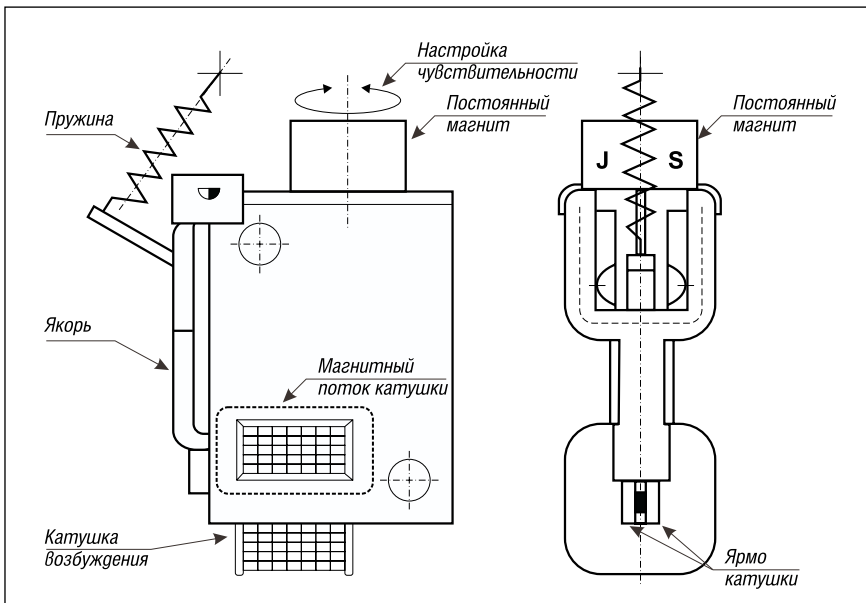 Настройка
чувствительности
Пружина
Постоянный
магнит
Постоянный
магнит
J S
Якорь
Магнитный
поток катушки
Катушка
возбуждения
Ярмо
катушки